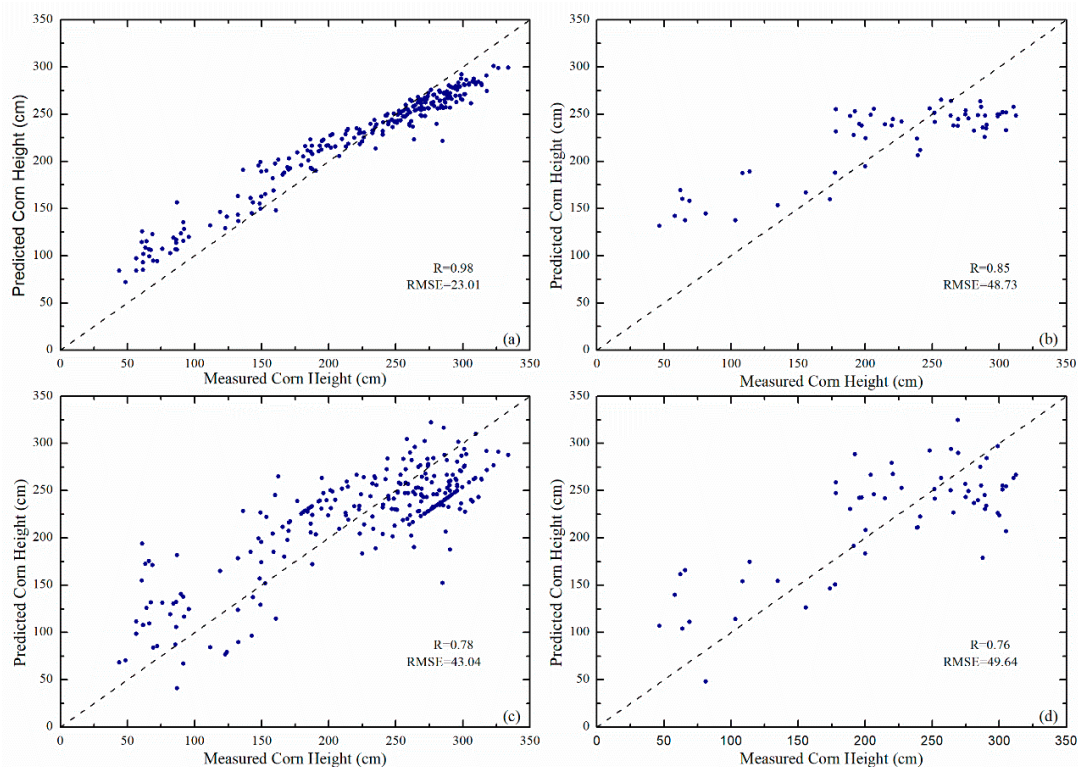 350
300
250
200
150
100
50
0
Predicted Corn Height (cm)
R=0.98
RMSE=23.01
(a)
0 50 100 150 200 250 300 350
Measured Corn Height (cm)
350
300
250
200
150
100
50
0
Predicted Corn Height (cm)
R=0.85
RMSE=48.73
(b)
0 50 100 150 200 250 300 350
Measured Corn Height (cm)
350
300
250
200
150
100
50
0
Predicted Corn Height (cm)
R=0.78
RMSE=43.04
(c)
0 50 100 150 200 250 300 350
Measured Corn Height (cm)
350
300
250
200
150
100
50
0
Predicted Corn Height (cm)
R=0.76
RMSE=49.64
(d)
0 50 100 150 200 250 300 350
Measured Corn Height (cm)